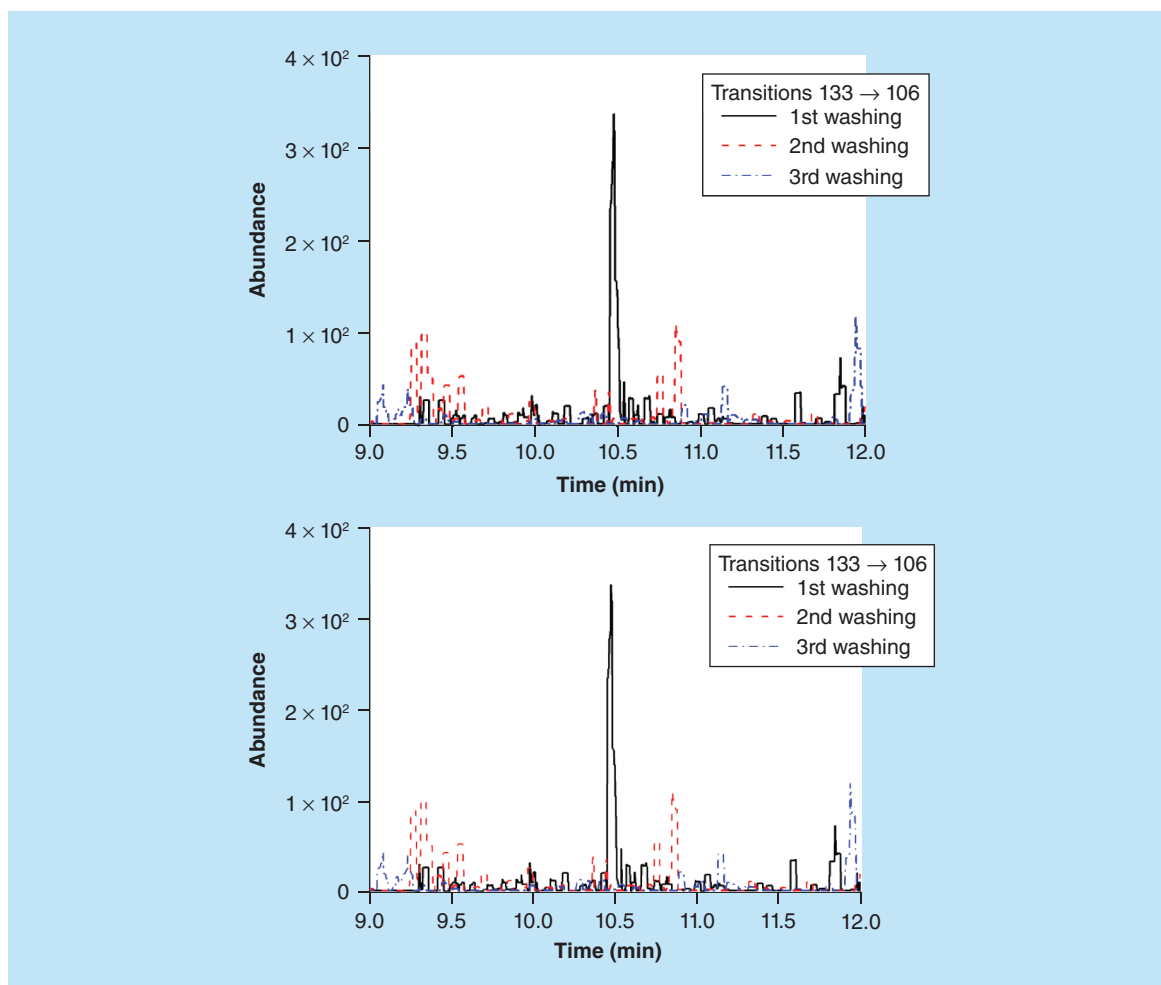 4 × 10²
3 × 10²
2 × 10²
1 × 10²
0
Abundance
Transitions 133 → 106
1st washing
2nd washing
3rd washing
9.0 9.5 10.0 10.5 11.0 11.5 12.0
Time (min)
4 × 10²
3 × 10²
2 × 10²
1 × 10²
0
Abundance
Transitions 133 → 106
1st washing
2nd washing
3rd washing
9.0 9.5 10.0 10.5 11.0 11.5 12.0
Time (min)